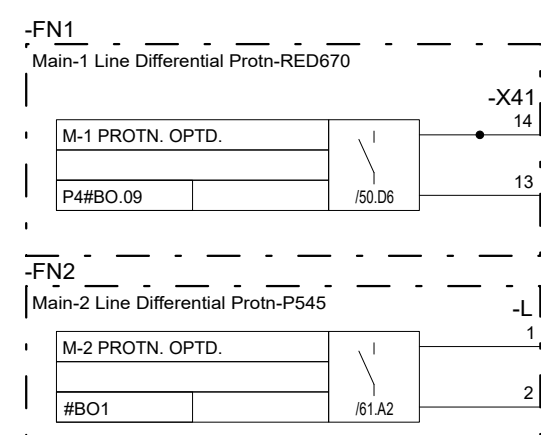 -FN1
Main-1 Line Differential Protn-RED670
-X41
14
M-1 PROTN. OPTD.
13
P4#BO.09
/50.D6
-FN2
Main-2 Line Differential Protn-P545
-L
1
M-2 PROTN. OPTD.
2
#BO1
/61.A2